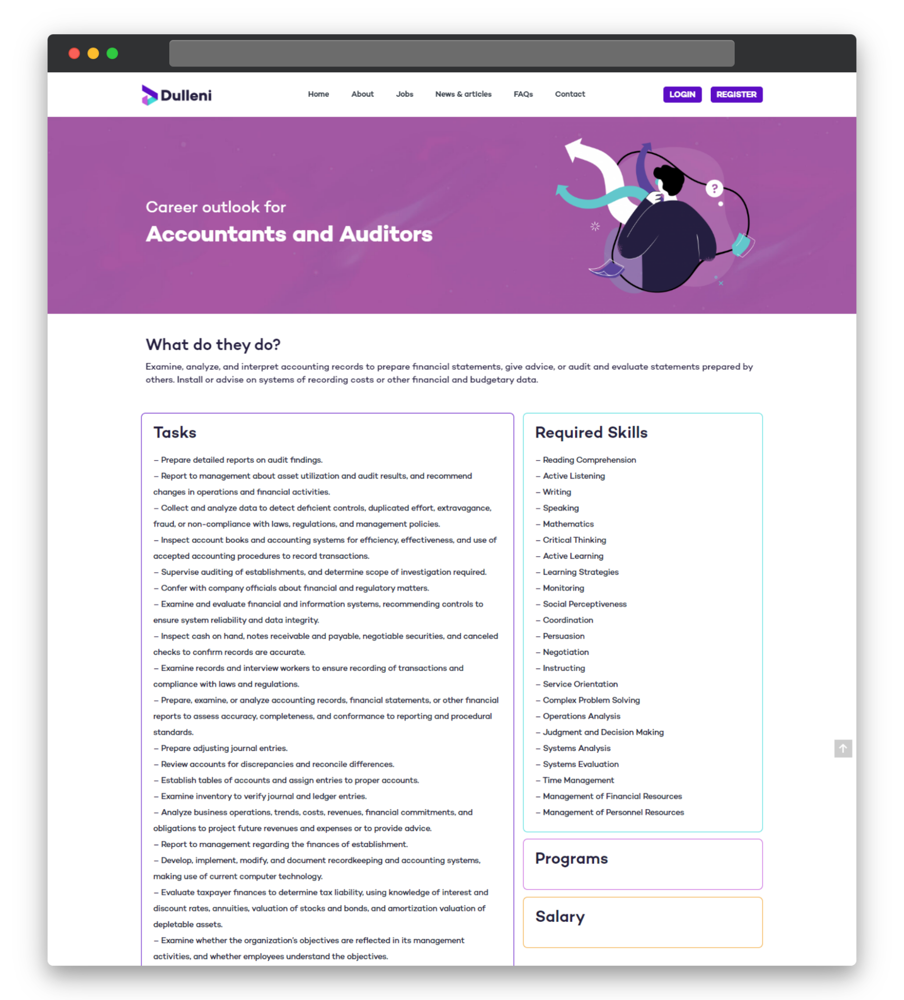 Dulleni
Home About Jobs News & articles FAQs Contact
LOGIN REGISTER
Career outlook for
Accountants and Auditors
?
What do they do?
Examine, analyze, and interpret accounting records to prepare financial statements, give advice, or audit and evaluate statements prepared by
others. Install or advise on systems of recording costs or other financial and budgetary data.
Tasks
– Prepare detailed reports on audit findings.
– Report to management about asset utilization and audit results, and recommend
changes in operations and financial activities.
– Collect and analyze data to detect deficient controls, duplicated effort, extravagance,
fraud, or non-compliance with laws, regulations, and management policies.
– Inspect account books and accounting systems for efficiency, effectiveness, and use of
accepted accounting procedures to record transactions.
– Supervise auditing of establishments, and determine scope of investigation required.
– Confer with company officials about financial and regulatory matters.
– Examine and evaluate financial and information systems, recommending controls to
ensure system reliability and data integrity.
– Inspect cash on hand, notes receivable and payable, negotiable securities, and canceled
checks to confirm records are accurate.
– Examine records and interview workers to ensure recording of transactions and
compliance with laws and regulations.
– Prepare, examine, or analyze accounting records, financial statements, or other financial
reports to assess accuracy, completeness, and conformance to reporting and procedural
standards.
– Prepare adjusting journal entries.
– Review accounts for discrepancies and reconcile differences.
– Establish tables of accounts and assign entries to proper accounts.
– Examine inventory to verify journal and ledger entries.
– Analyze business operations, trends, costs, revenues, financial commitments, and
obligations to project future revenues and expenses or to provide advice.
– Report to management regarding the finances of establishment.
– Develop, implement, modify, and document recordkeeping and accounting systems,
making use of current computer technology.
– Evaluate taxpayer finances to determine tax liability, using knowledge of interest and
discount rates, annuities, valuation of stocks and bonds, and amortization valuation of
depletable assets.
– Examine whether the organization's objectives are reflected in its management
activities, and whether employees understand the objectives.
Required Skills
– Reading Comprehension
– Active Listening
– Writing
– Speaking
– Mathematics
– Critical Thinking
– Active Learning
– Learning Strategies
– Monitoring
– Social Perceptiveness
– Coordination
– Persuasion
– Negotiation
– Instructing
– Service Orientation
– Complex Problem Solving
– Operations Analysis
– Judgment and Decision Making
– Systems Analysis
– Systems Evaluation
– Time Management
– Management of Financial Resources
– Management of Personnel Resources
Programs
Salary